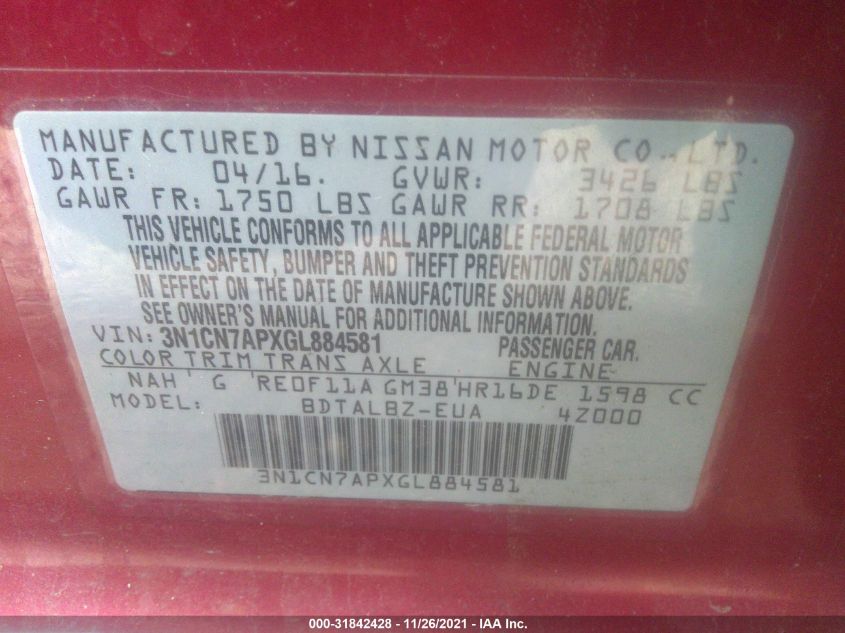 MANUFACTURED BY NISSAN MOTOR CO., LTD.
DATE: 04/16. GVWR: 3426 LBS
GAWR FR: 1750 LBS GAWR RR: 1708 LBS
THIS VEHICLE CONFORMS TO ALL APPLICABLE FEDERAL MOTOR
VEHICLE SAFETY, BUMPER AND THEFT PREVENTION STANDARDS
IN EFFECT ON THE DATE OF MANUFACTURE SHOWN ABOVE.
SEE OWNER'S MANUAL FOR ADDITIONAL INFORMATION.
VIN: 3N1CN7APXGL884581 PASSENGER CAR.
COLOR TRIM TRANS AXLE ENGINE
NAH ' G 'RE0F11A GM38'HR16DE 1598 CC
MODEL: BDTALBZ-EUA 4Z000
3N1CN7APXGL884581
000-31842428 - 11/26/2021 - IAA Inc.